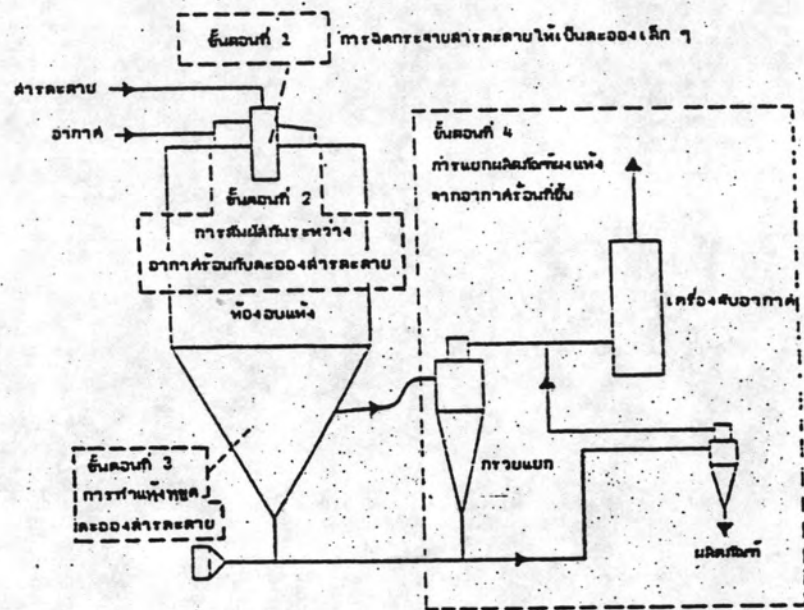 ขั้นตอนที่ 1
การฉีดกระจายสารละลายให้เป็นละอองเล็ก ๆ
สารละลาย
อากาศ
ขั้นตอนที่ 2
การสัมผัสกันระหว่าง
อากาศร้อนกับละอองสารละลาย
ห้องอบแห้ง
ขั้นตอนที่ 3
การทำแห้งหยด
ละอองสารละลาย
ขั้นตอนที่ 4
การแยกผลิตภัณฑ์ผงแห้ง
จากอากาศร้อนที่ชื้น
เครื่องจับอากาศ
กรวยแยก
ผลิตภัณฑ์